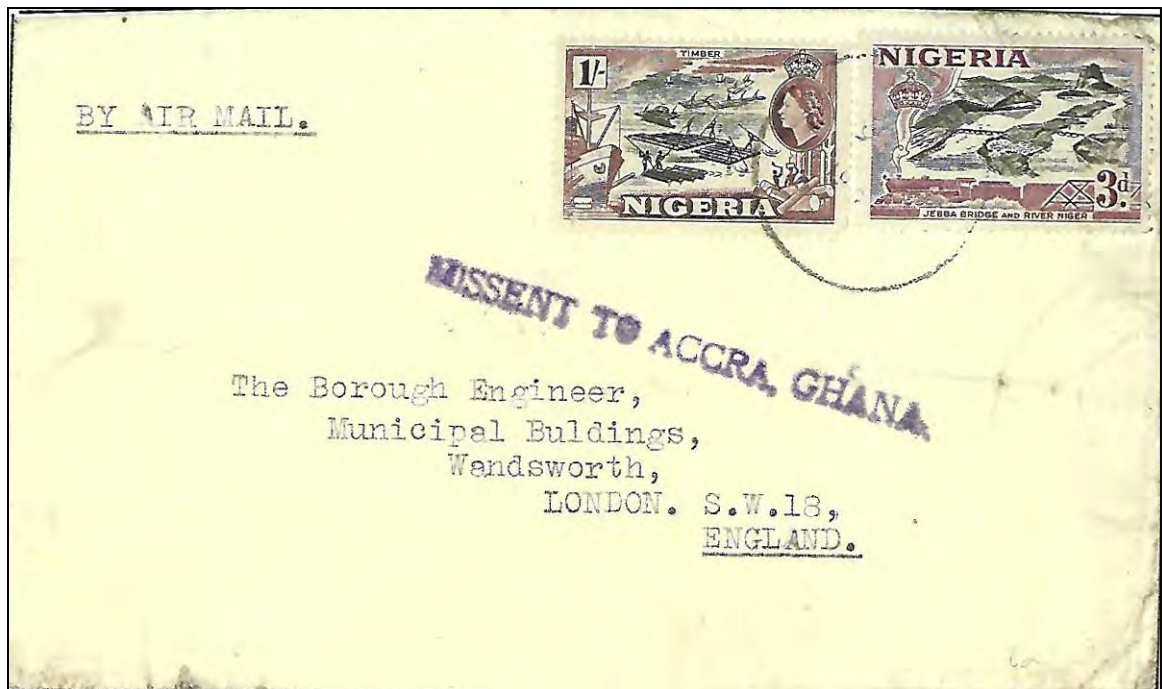 TIMBER
1/-
NIGERIA
NIGERIA
3d.
JEBBA BRIDGE AND RIVER NIGER
BY AIR MAIL.
MISSENT TO ACCRA, GHANA.
The Borough Engineer,
Municipal Buldings,
Wandsworth,
LONDON. S.W.18,
ENGLAND.